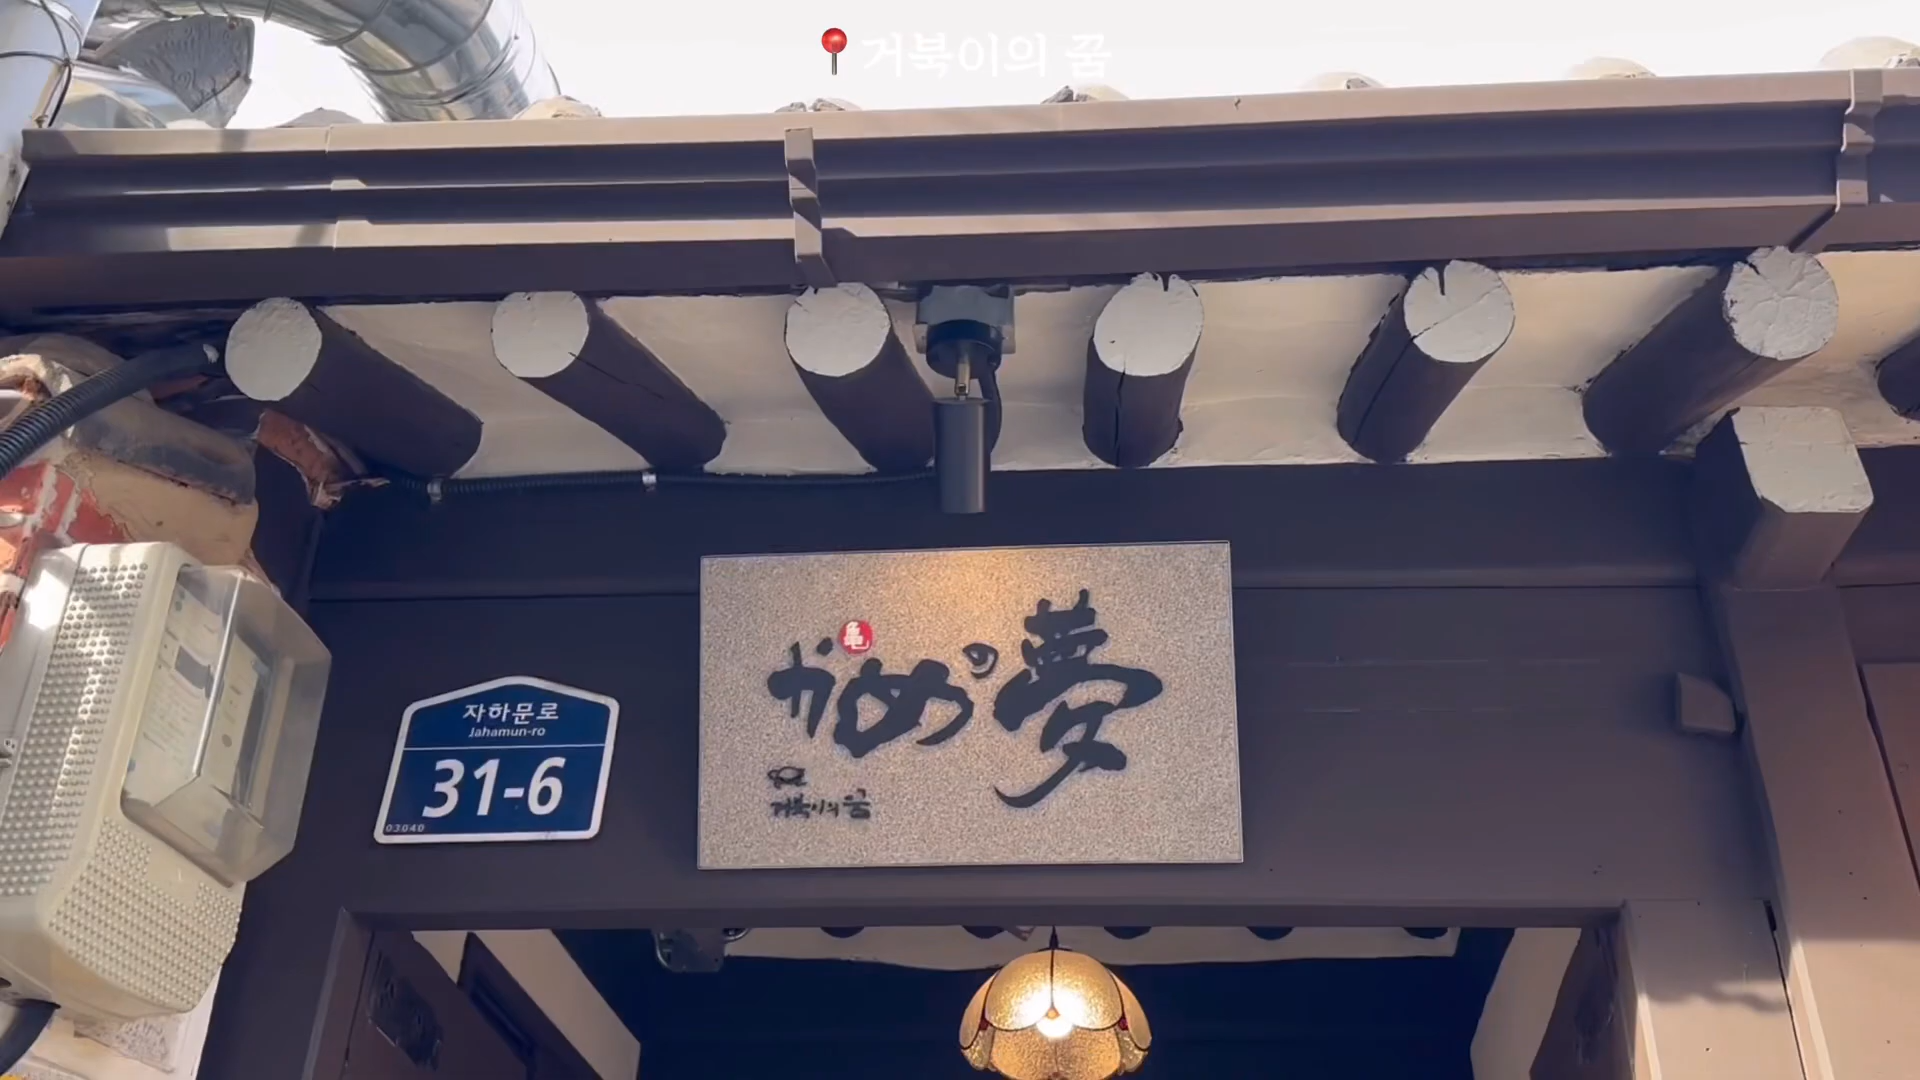 📍거북이의 꿈
亀
かめの夢
거북이의 꿈
자하문로
Jahamun-ro
31-6
03040